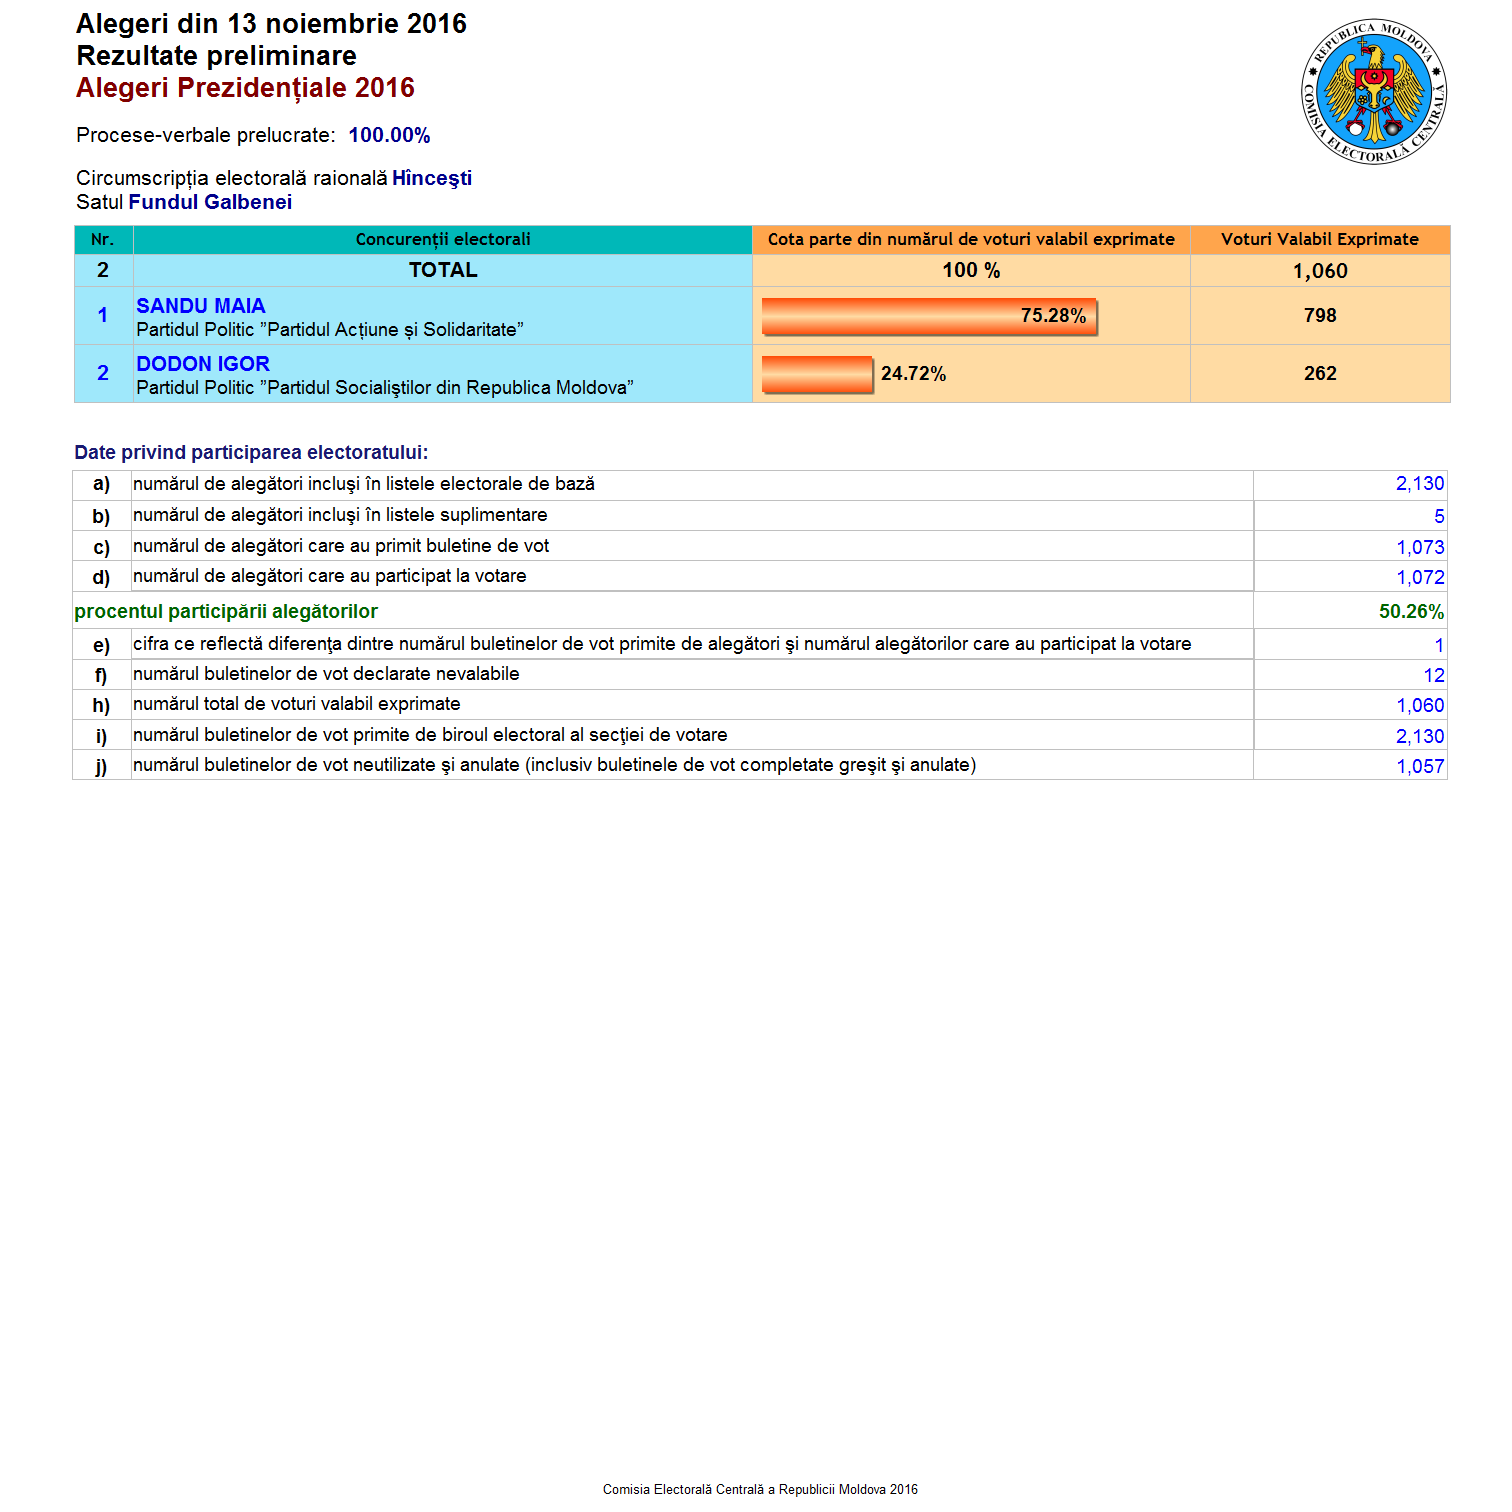 Alegeri din 13 noiembrie 2016
Rezultate preliminare
Alegeri Prezidențiale 2016
REPUBLICA MOLDOVA
COMISIA ELECTORALĂ CENTRALĂ
Procese-verbale prelucrate: 100.00%
Circumscripția electorală raională Hînceşti
Satul Fundul Galbenei
Nr. Concurenții electorali Cota parte din numărul de voturi valabil exprimate Voturi Valabil Exprimate
2 TOTAL 100 % 1,060
1 SANDU MAIA 75.28% 798
Partidul Politic ”Partidul Acțiune și Solidaritate”
2 DODON IGOR 24.72% 262
Partidul Politic ”Partidul Socialiştilor din Republica Moldova”
Date privind participarea electoratului:
a) numărul de alegători incluşi în listele electorale de bază 2,130
b) numărul de alegători incluşi în listele suplimentare 5
c) numărul de alegători care au primit buletine de vot 1,073
d) numărul de alegători care au participat la votare 1,072
procentul participării alegătorilor 50.26%
e) cifra ce reflectă diferenţa dintre numărul buletinelor de vot primite de alegători şi numărul alegătorilor care au participat la votare 1
f) numărul buletinelor de vot declarate nevalabile 12
h) numărul total de voturi valabil exprimate 1,060
i) numărul buletinelor de vot primite de biroul electoral al secţiei de votare 2,130
j) numărul buletinelor de vot neutilizate şi anulate (inclusiv buletinele de vot completate greşit şi anulate) 1,057
Comisia Electorală Centrală a Republicii Moldova 2016